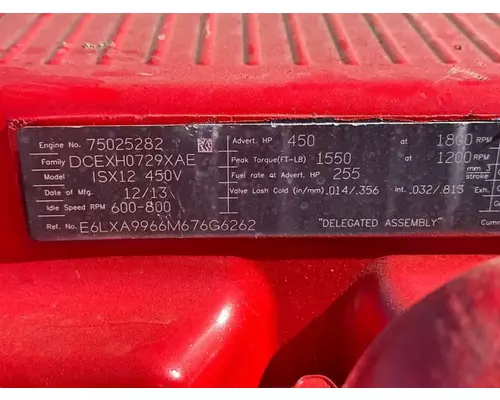 Engine No. 75025282 Advert. HP 450 at 1800 RPM
Family DCEXH0729XAE Peak Torque(FT-LB) 1550 at 1200 RPM
Model ISX12 450V Fuel rate at Advert. HP 255 mm 3 stroke
Date of Mfg. 12/13 Valve Lash Cold (in/mm) .014/.356 int. .032/.813 Exh.
Idle Speed RPM 600-800
Ref. No. E6LXA9966M676G6262 "DELEGATED ASSEMBLY" Cumm